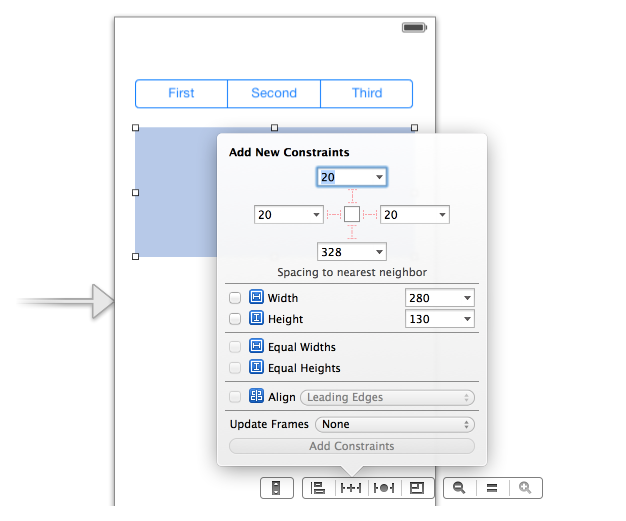 First Second Third
Add New Constraints
20
20 20
328
Spacing to nearest neighbor
Width 280
Height 130
Equal Widths
Equal Heights
Align Leading Edges
Update Frames None
Add Constraints